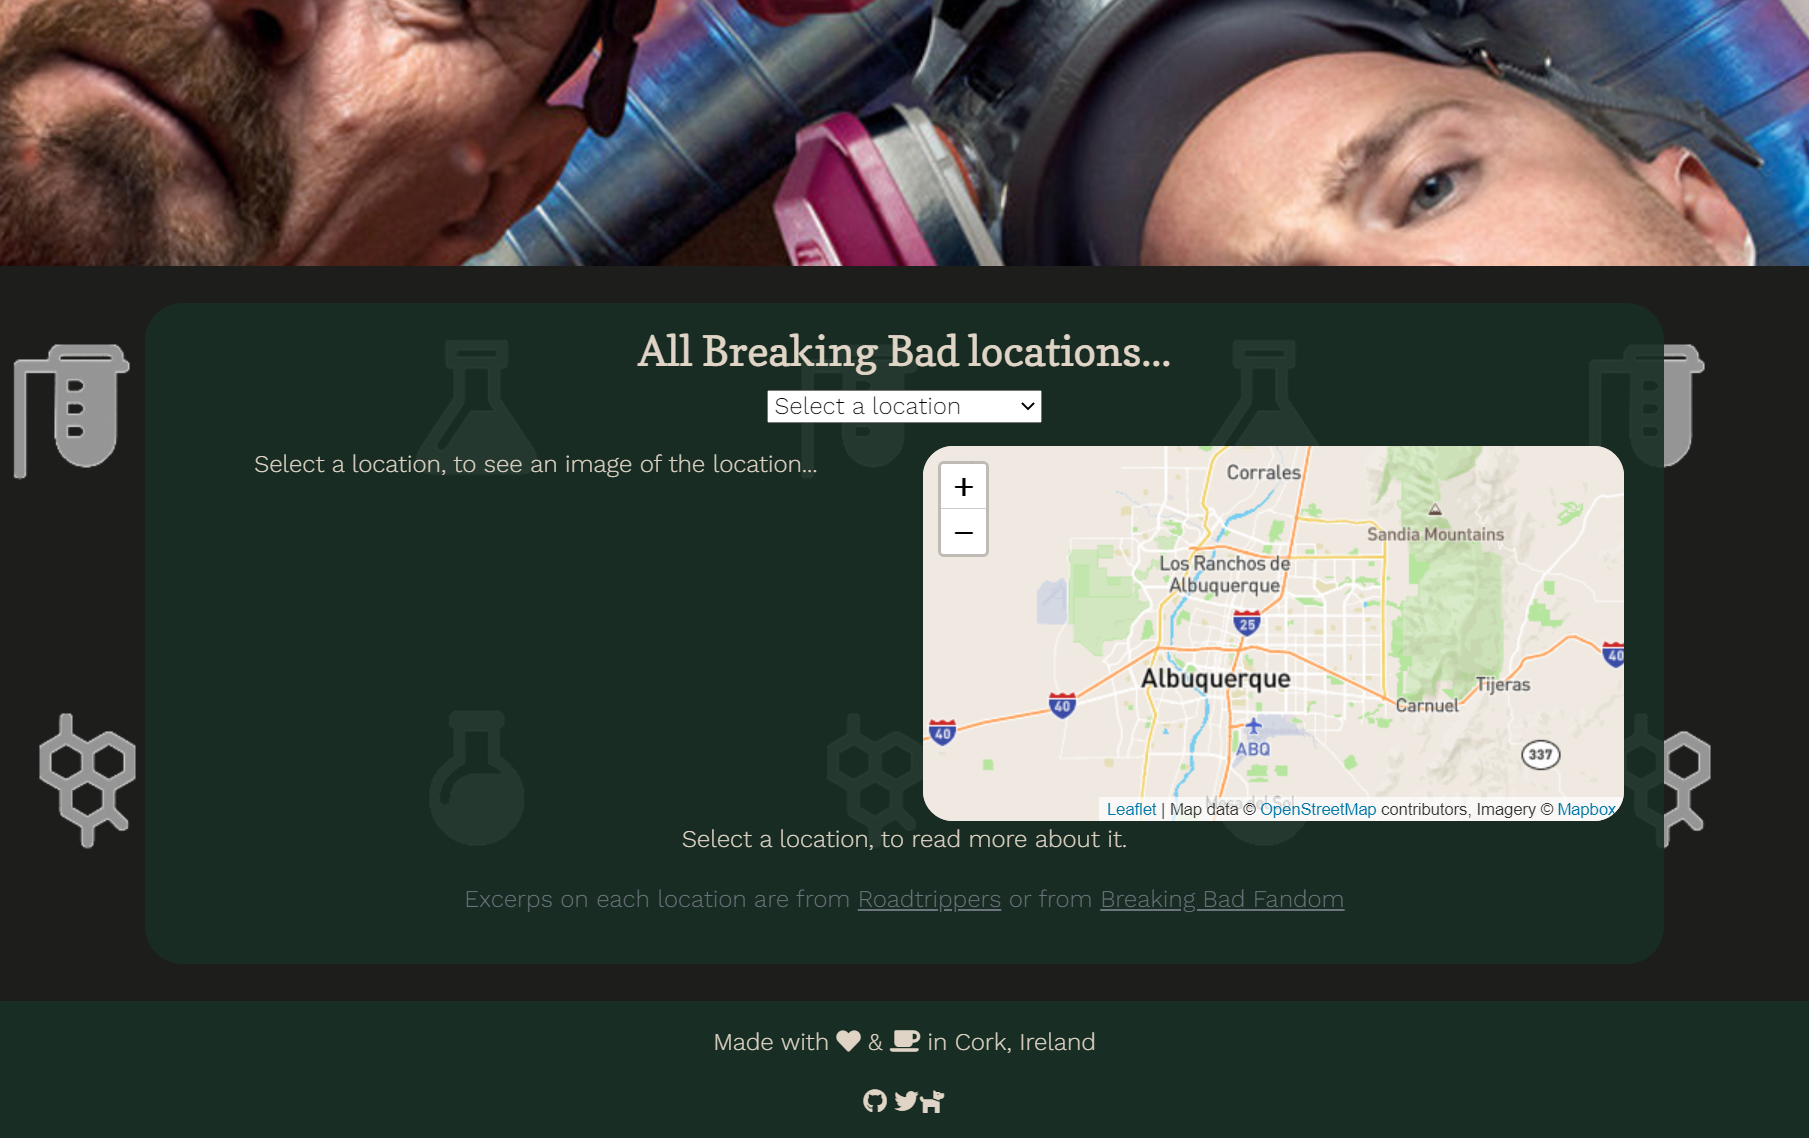 All Breaking Bad locations...
Select a location
Select a location, to see an image of the location...
+
−
Corrales
Sandia Mountains
Los Ranchos de
Albuquerque
25
40
Albuquerque
Tijeras
Carnuel
40
40
ABQ
337
Mesa del Sol
Leaflet | Map data © OpenStreetMap contributors, Imagery © Mapbox
Select a location, to read more about it.
Excerps on each location are from Roadtrippers or from Breaking Bad Fandom
Made with & in Cork, Ireland